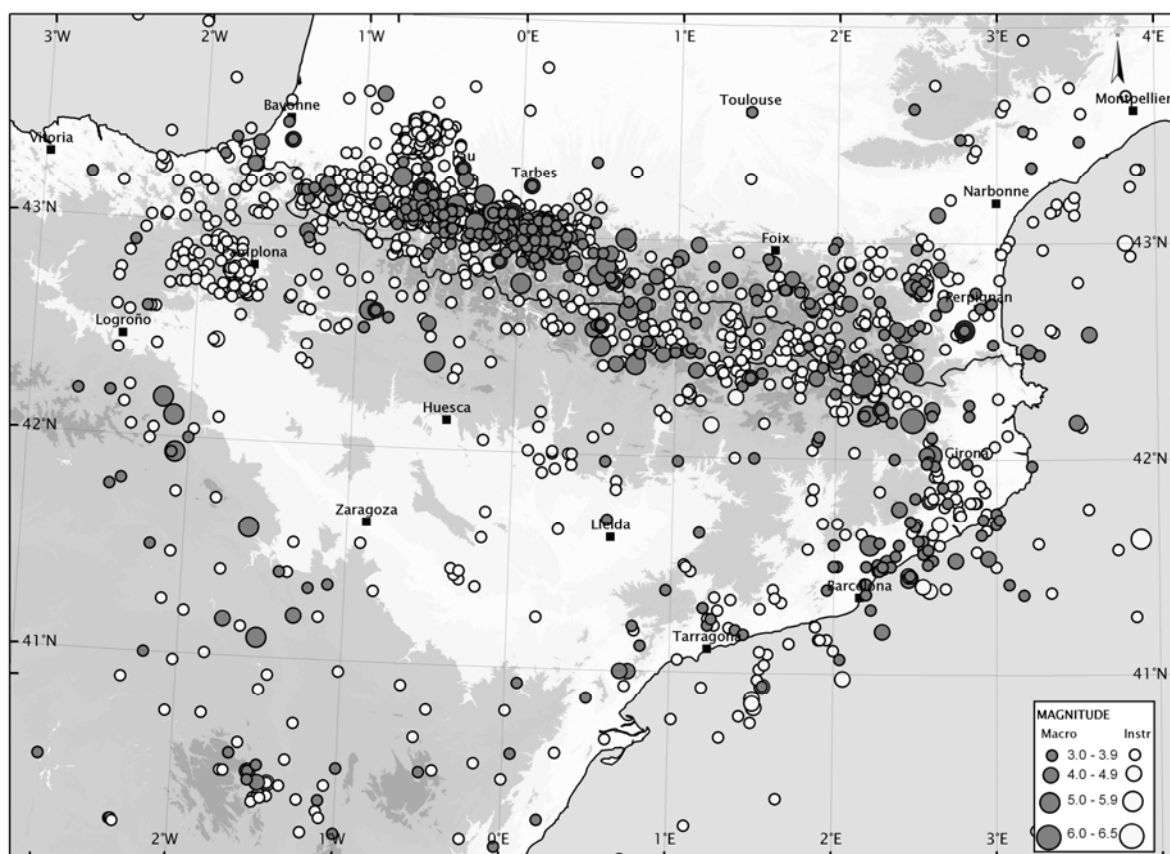 3°W 2°W 1°W 0°E 1°E 2°E 3°E 4°E
N
Bayonne
Toulouse
Montpellier
Vitoria
Tarbes
Narbonne
43°N
43°N
Foix
Pamplona
Perpignan
Logroño
Huesca
42°N
Girona
42°N
Zaragoza
Lleida
Barcelona
41°N
Tarragona
41°N
MAGNITUDE
Macro Instr
3.0 - 3.9
4.0 - 4.9
5.0 - 5.9
6.0 - 6.5
2°W 1°W 0°E 1°E 2°E 3°E